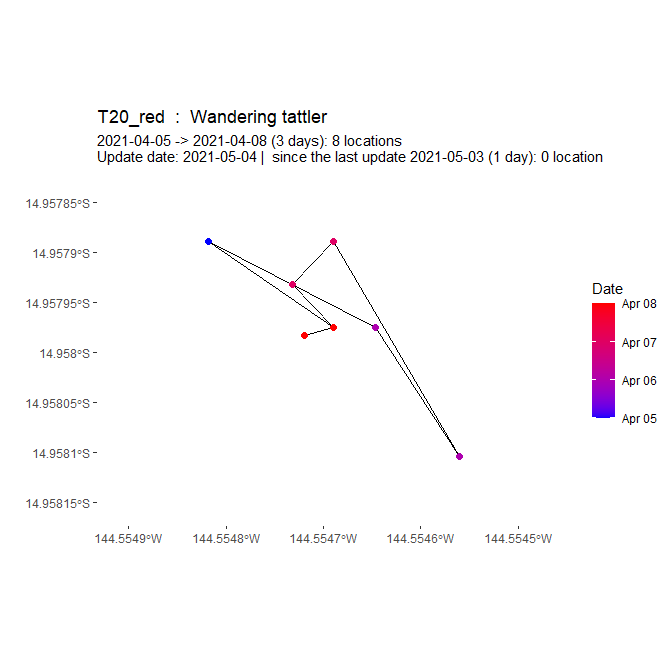 T20_red  :  Wandering tattler
2021-04-05 -> 2021-04-08 (3 days): 8 locations
Update date: 2021-05-04 |  since the last update 2021-05-03 (1 day): 0 location
14.95785°S
14.9579°S
14.95795°S
14.958°S
14.95805°S
14.9581°S
14.95815°S
144.5549°W
144.5548°W
144.5547°W
144.5546°W
144.5545°W
Date
Apr 08
Apr 07
Apr 06
Apr 05